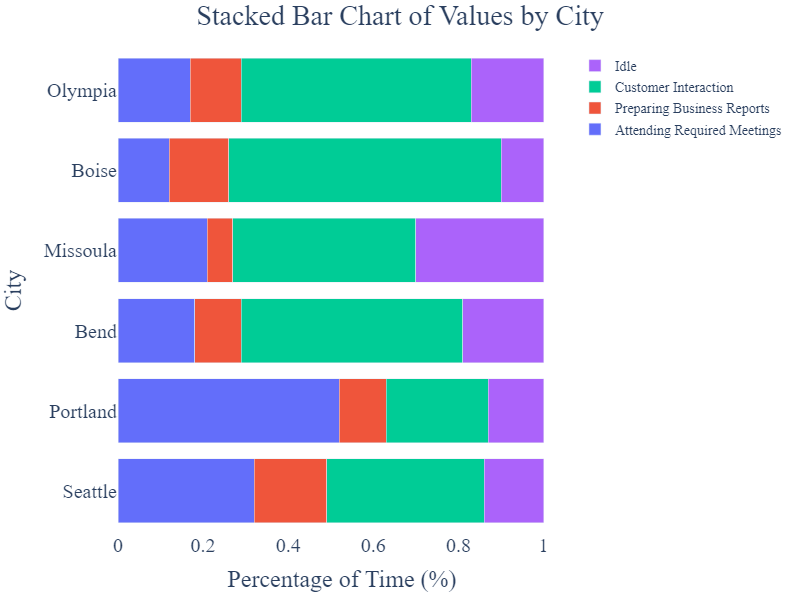 Stacked Bar Chart of Values by City
Idle
Customer Interaction
Preparing Business Reports
Attending Required Meetings
City
Olympia
Boise
Missoula
Bend
Portland
Seattle
0 0.2 0.4 0.6 0.8 1
Percentage of Time (%)